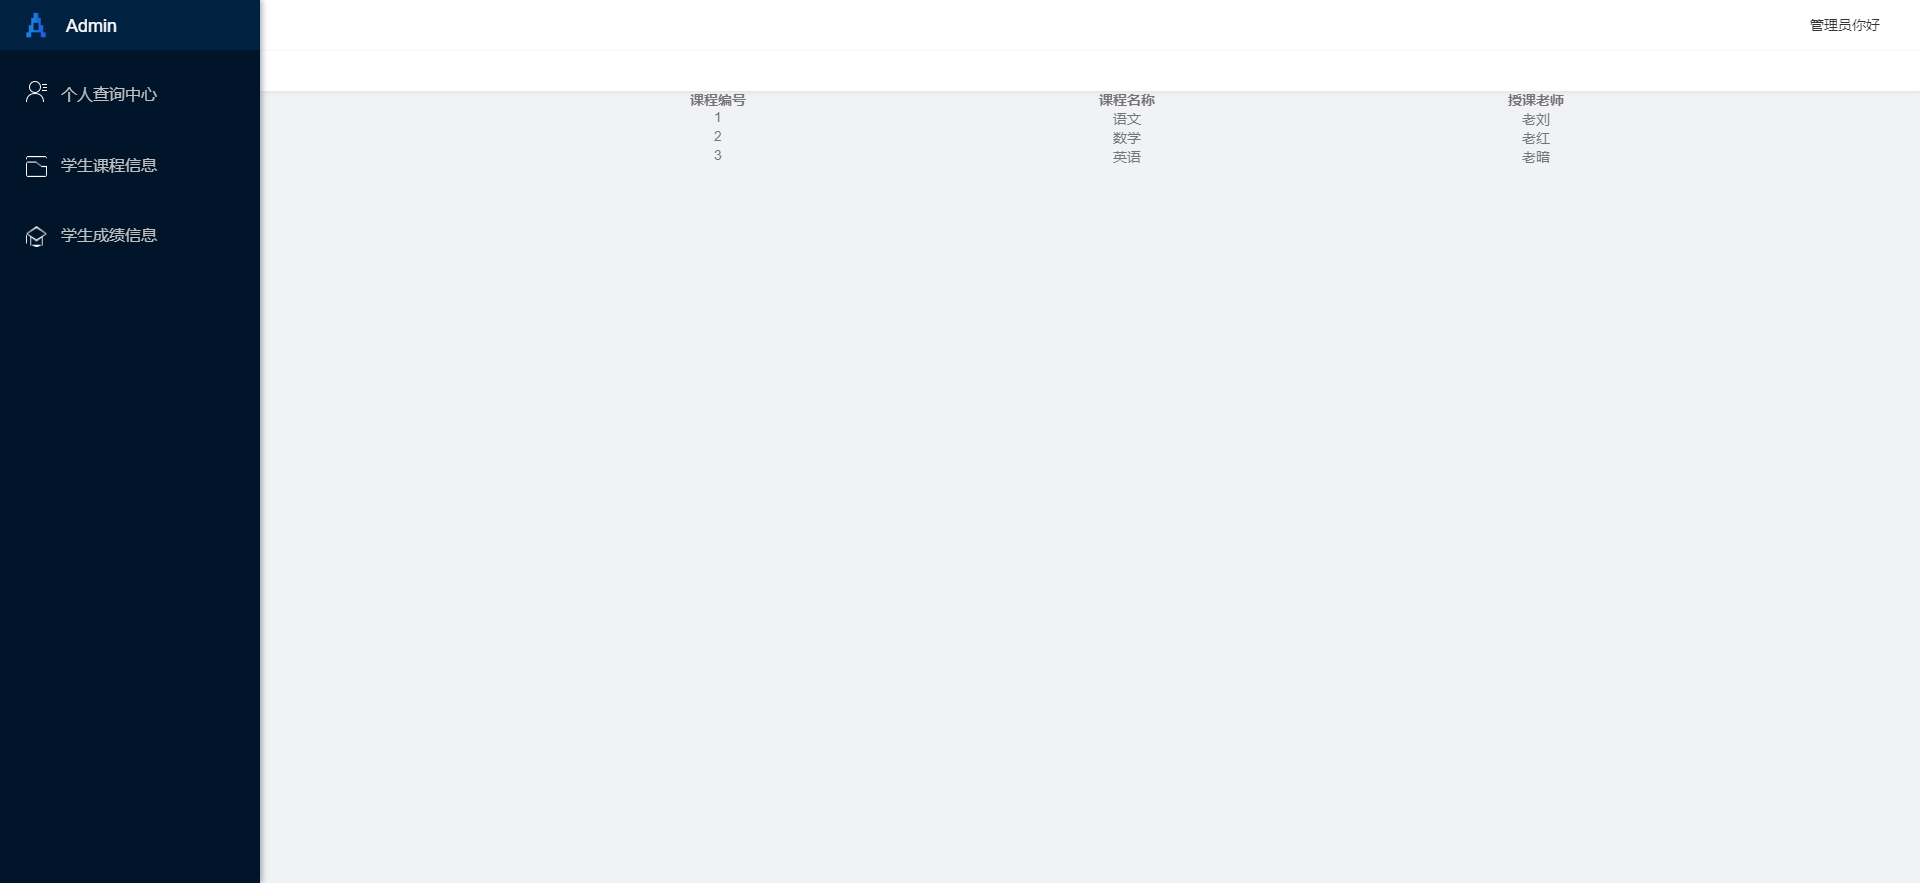 Admin
管理员你好
个人查询中心
学生课程信息
学生成绩信息
课程编号 课程名称 授课老师
1 语文 老刘
2 数学 老红
3 英语 老暗